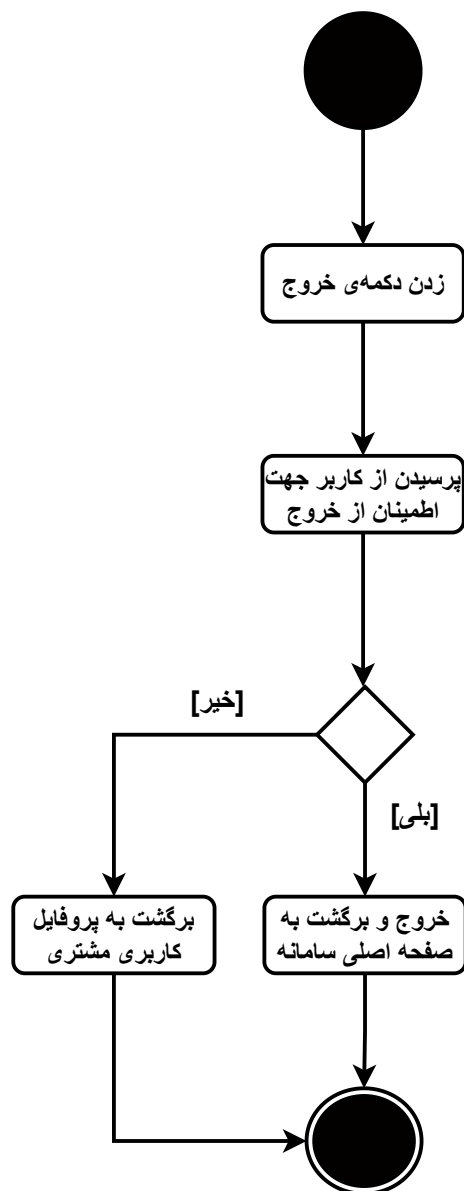 زدن دکمه‌ی خروج
پرسیدن از کاربر جهت
اطمینان از خروج
[خیر]
[بلی]
برگشت به پروفایل
کاربری مشتری
خروج و برگشت به
صفحه اصلی سامانه